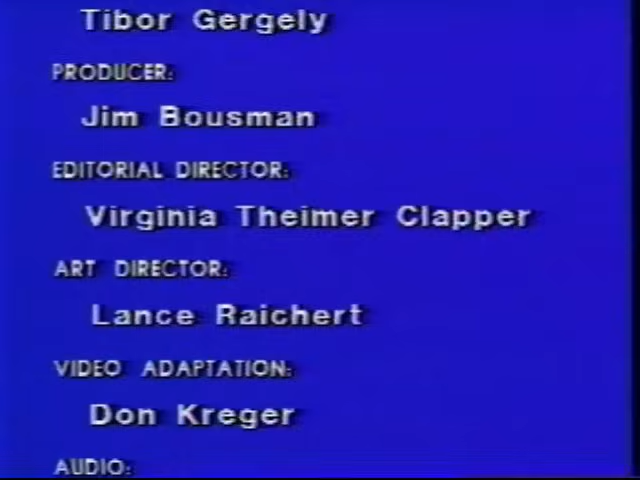 Tibor Gergely
PRODUCER:
Jim Bousman
EDITORIAL DIRECTOR:
Virginia Theimer Clapper
ART DIRECTOR:
Lance Raichert
VIDEO ADAPTATION:
Don Kreger
AUDIO: